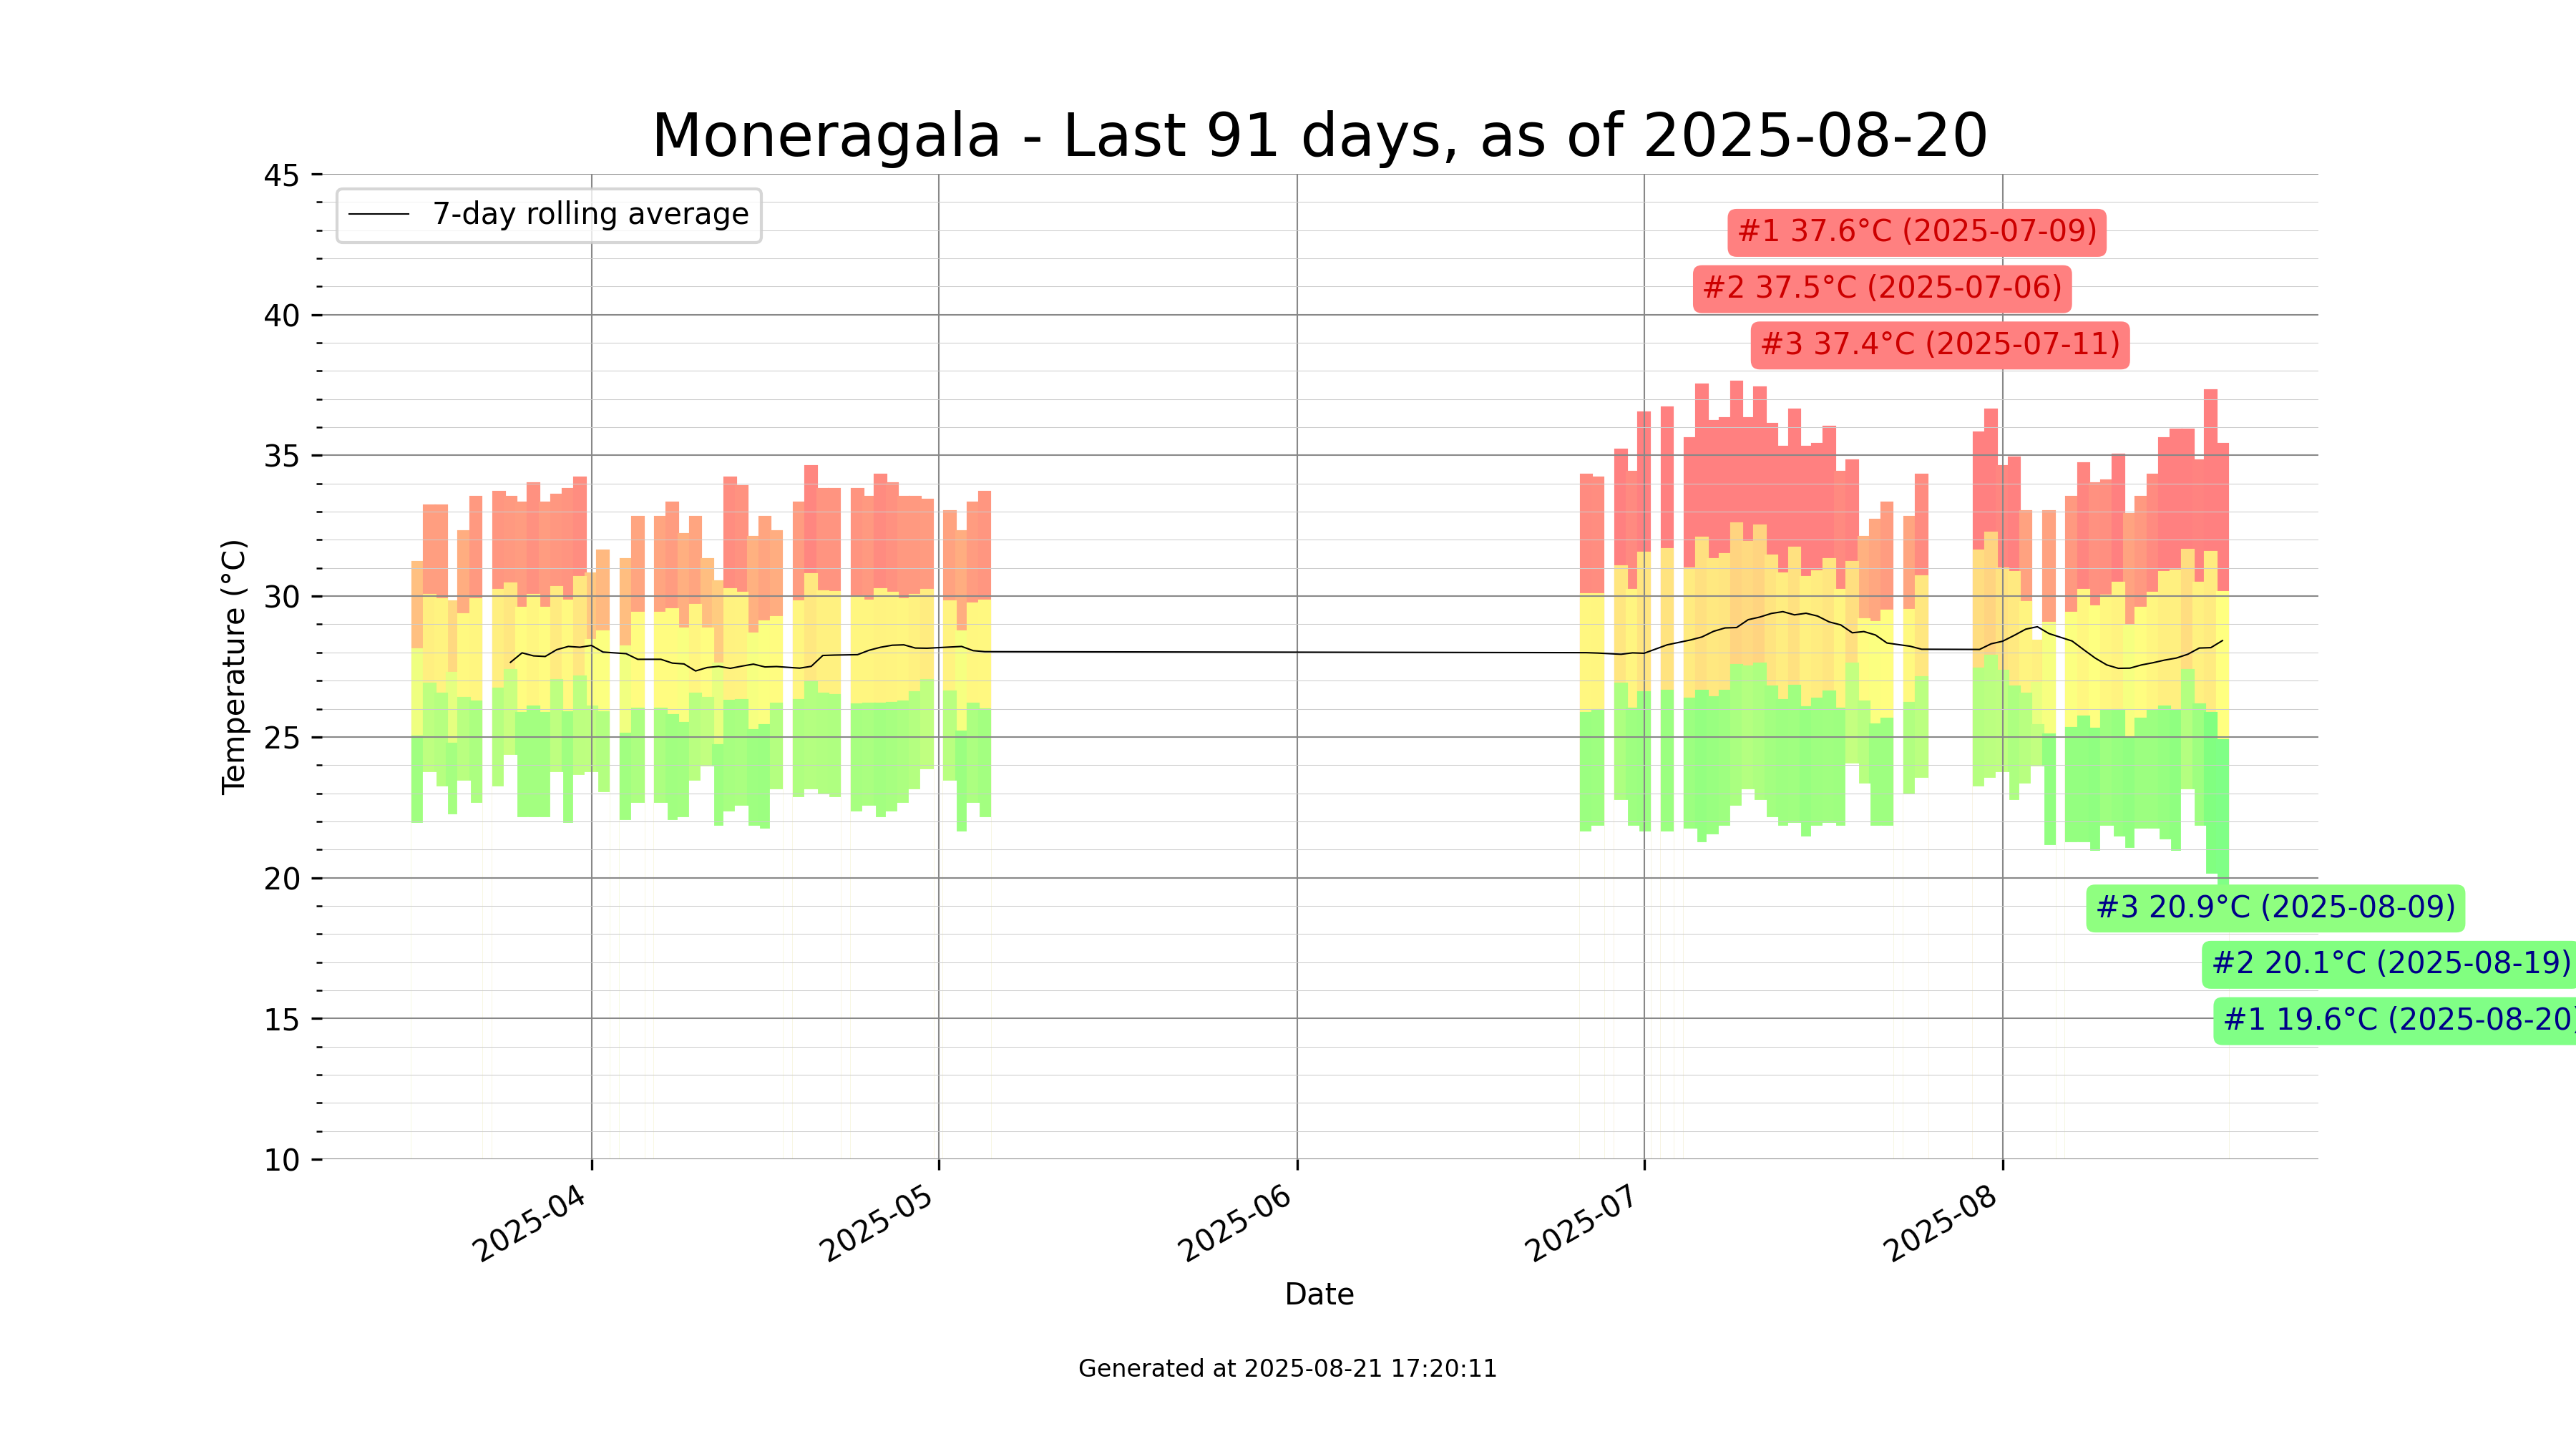 Moneragala - Last 91 days, as of 2025-08-20
45
7-day rolling average
#1 37.6°C (2025-07-09)
#2 37.5°C (2025-07-06)
40
#3 37.4°C (2025-07-11)
35
30
Temperature (°C)
25
20
#3 20.9°C (2025-08-09)
#2 20.1°C (2025-08-19)
15
#1 19.6°C (2025-08-20)
10
2025-04
2025-05
2025-06
2025-07
2025-08
Date
Generated at 2025-08-21 17:20:11